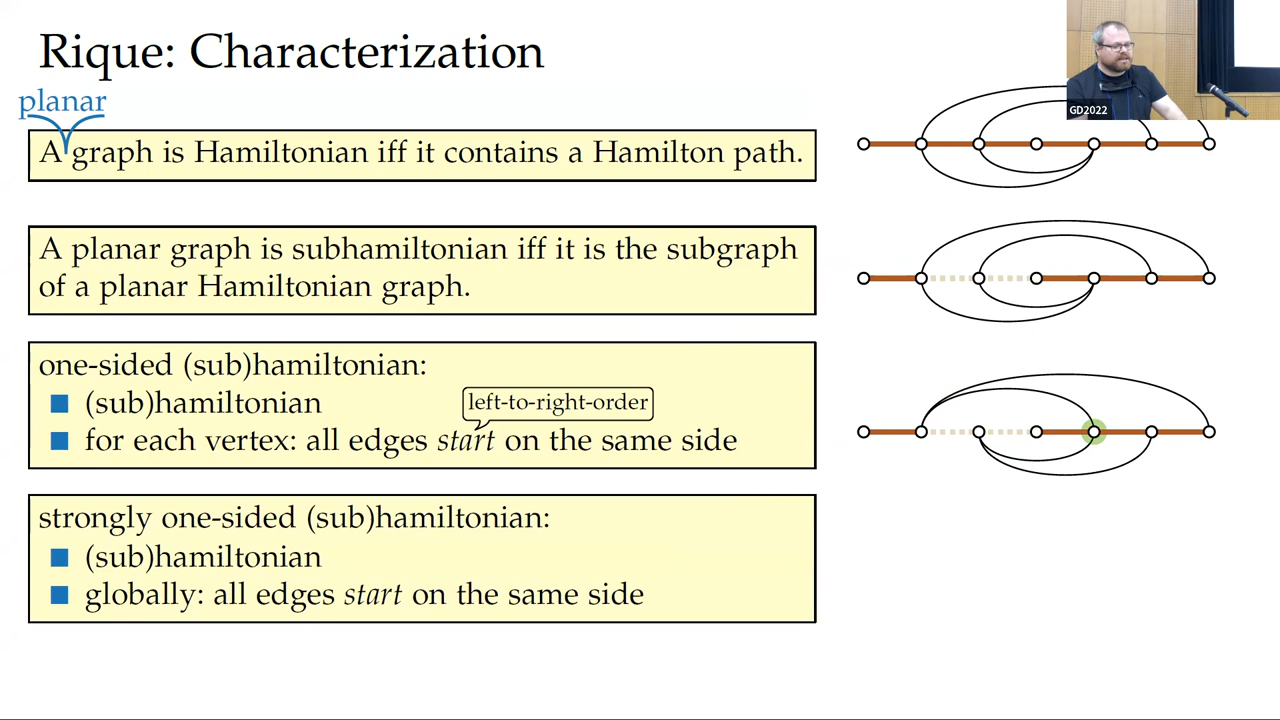 Rique: Characterization
planar
A graph is Hamiltonian iff it contains a Hamilton path.
A planar graph is subhamiltonian iff it is the subgraph
of a planar Hamiltonian graph.
one-sided (sub)hamiltonian:
(sub)hamiltonian
left-to-right-order
for each vertex: all edges start on the same side
strongly one-sided (sub)hamiltonian:
(sub)hamiltonian
globally: all edges start on the same side
GD2022